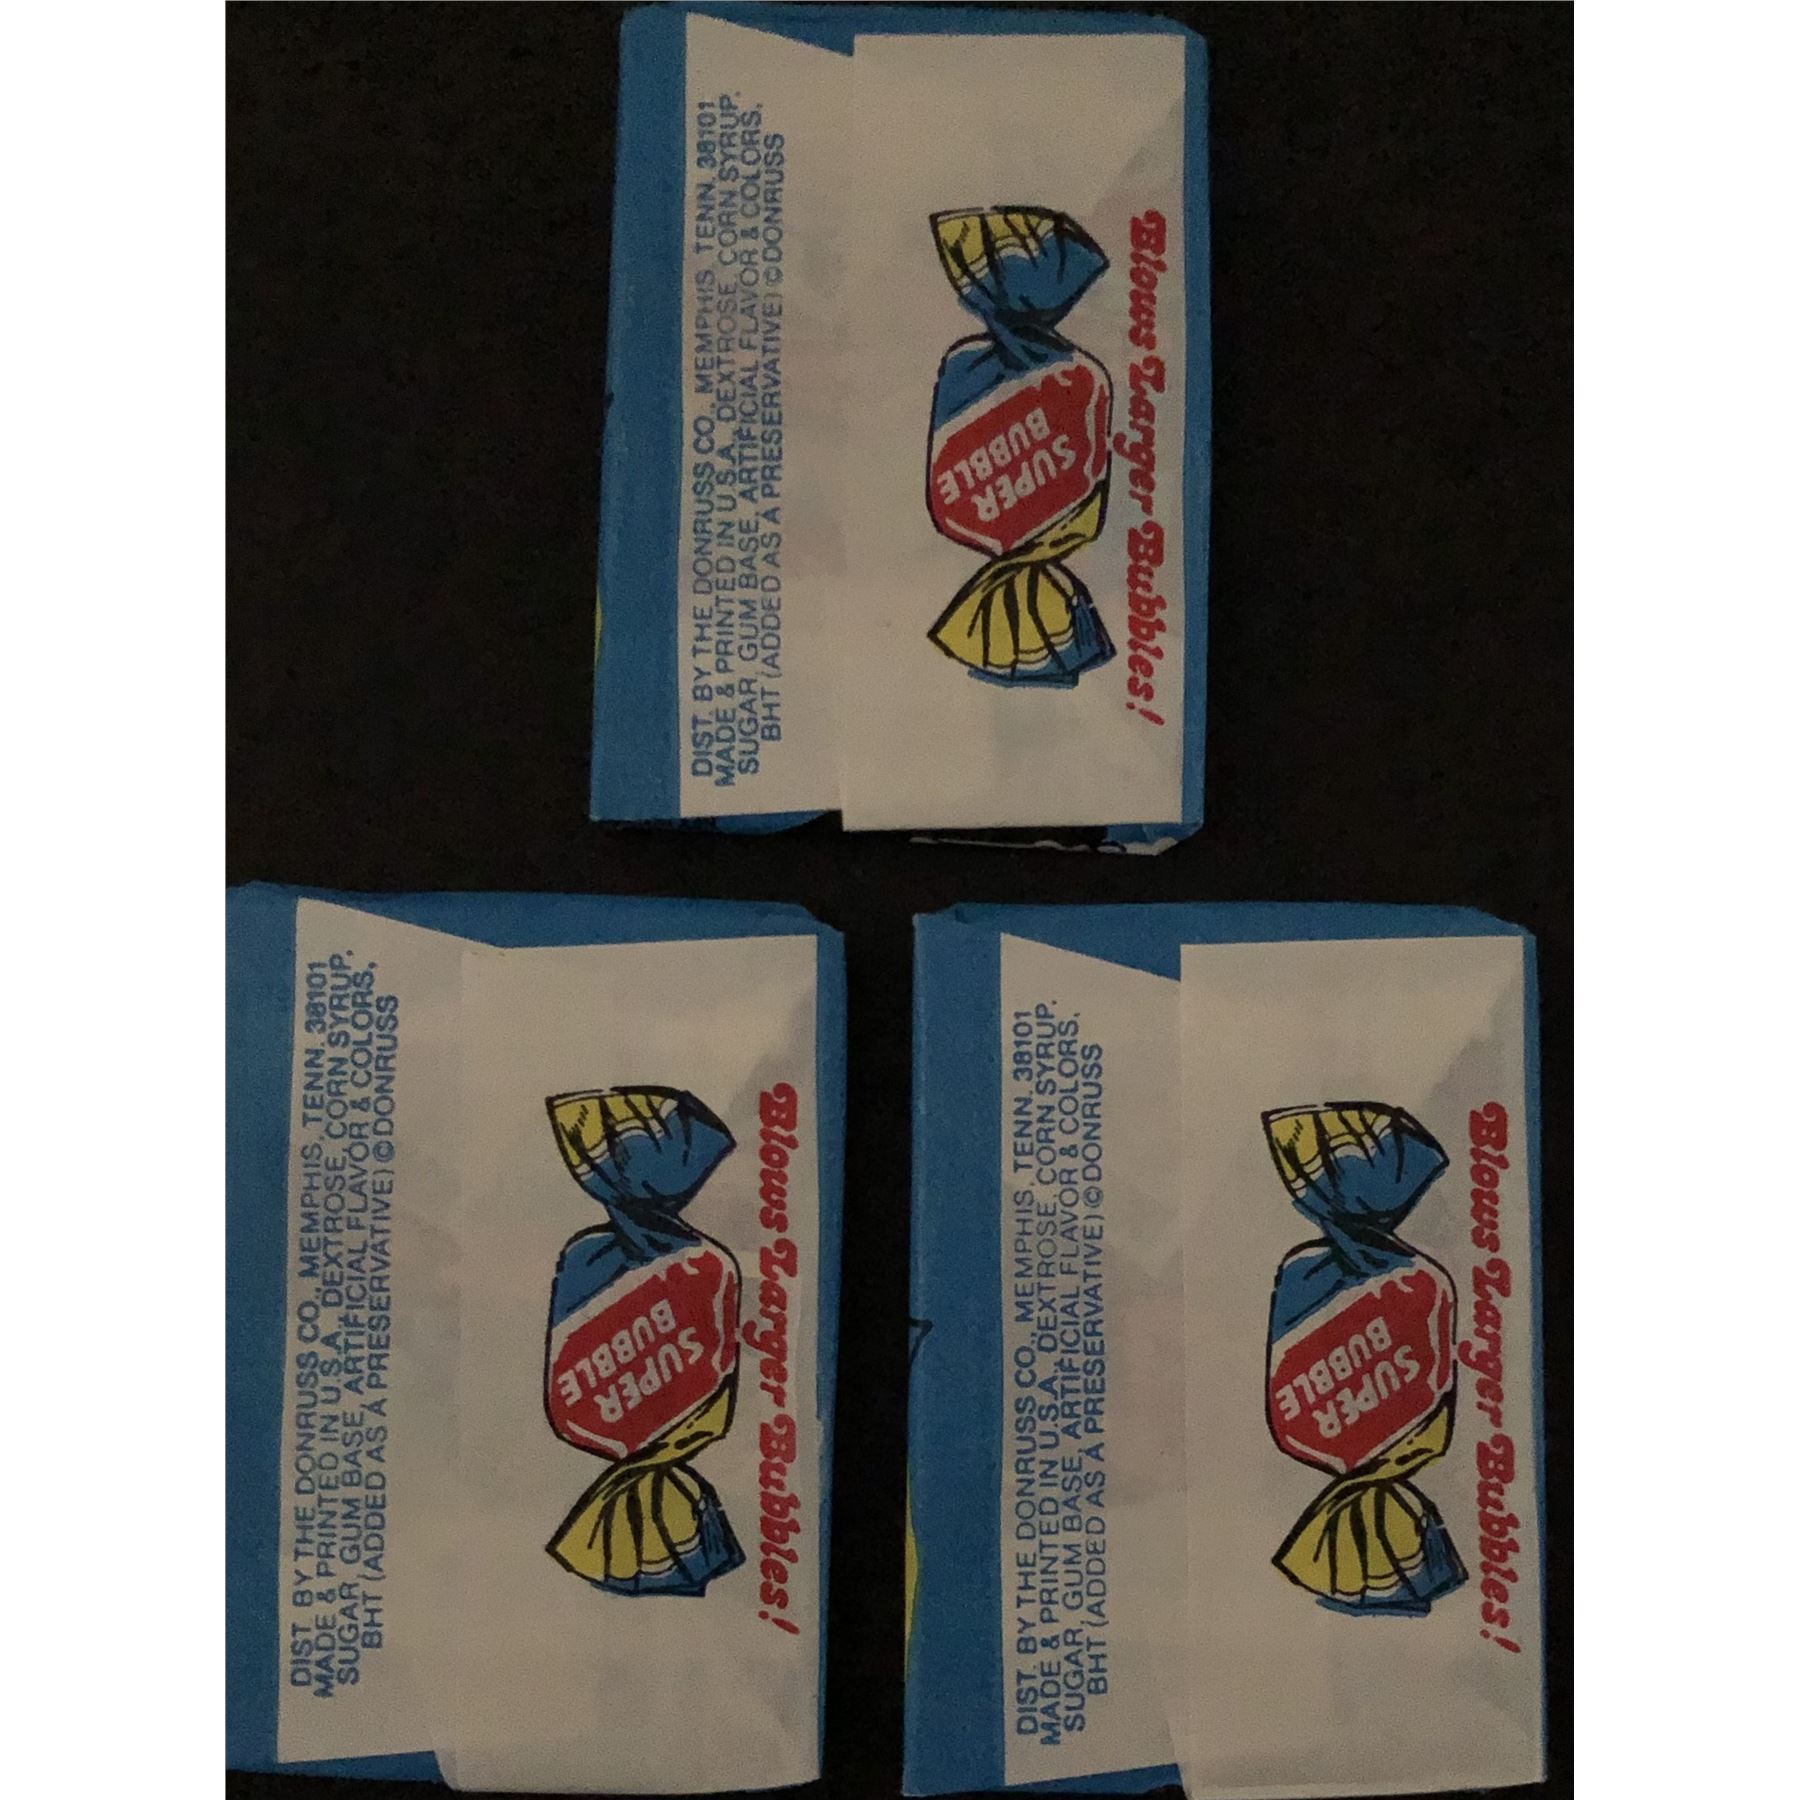 DIST. BY THE DONRUSS CO., MEMPHIS, TENN. 38101
MADE & PRINTED IN U.S.A. DEXTROSE, CORN SYRUP,
SUGAR, GUM BASE, ARTIFICIAL FLAVOR & COLORS,
BHT (ADDED AS A PRESERVATIVE) © DONRUSS
SUPER
BUBBLE
Blows Larger Bubbles!
DIST. BY THE DONRUSS CO., MEMPHIS, TENN. 38101
MADE & PRINTED IN U.S.A. DEXTROSE, CORN SYRUP,
SUGAR, GUM BASE, ARTIFICIAL FLAVOR & COLORS,
BHT (ADDED AS A PRESERVATIVE) © DONRUSS
SUPER
BUBBLE
Blows Larger Bubbles!
DIST. BY THE DONRUSS CO., MEMPHIS, TENN. 38101
MADE & PRINTED IN U.S.A. DEXTROSE, CORN SYRUP,
SUGAR, GUM BASE, ARTIFICIAL FLAVOR & COLORS,
BHT (ADDED AS A PRESERVATIVE) © DONRUSS
SUPER
BUBBLE
Blows Larger Bubbles!